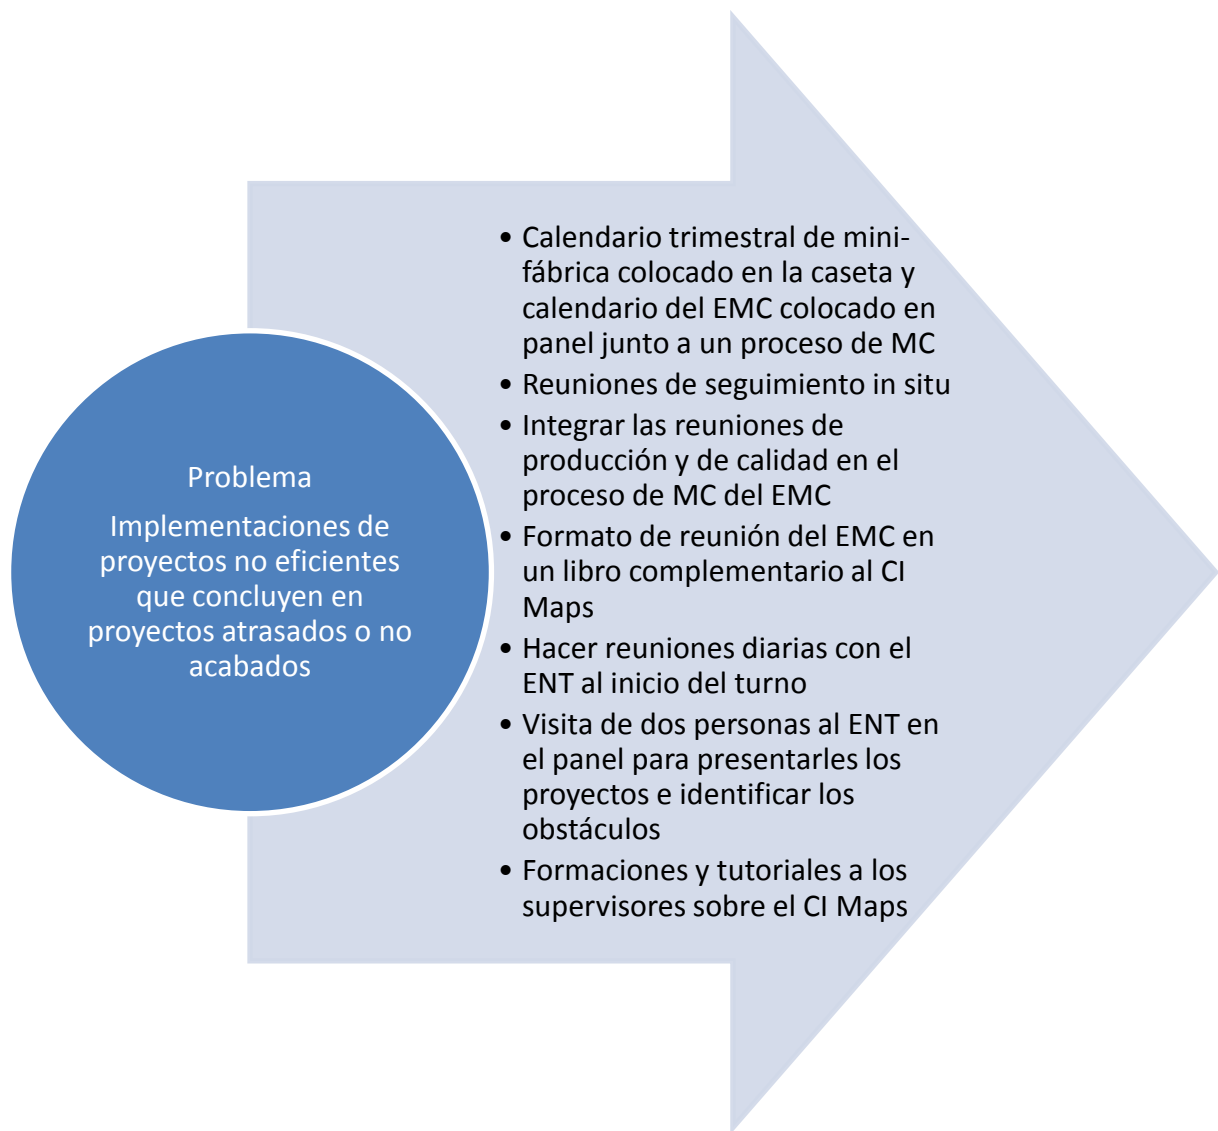 Problema
Implementaciones de
proyectos no eficientes
que concluyen en
proyectos atrasados o no
acabados
• Calendario trimestral de mini-
fábrica colocado en la caseta y
calendario del EMC colocado en
panel junto a un proceso de MC
• Reuniones de seguimiento in situ
• Integrar las reuniones de
producción y de calidad en el
proceso de MC del EMC
• Formato de reunión del EMC en
un libro complementario al CI
Maps
• Hacer reuniones diarias con el
ENT al inicio del turno
• Visita de dos personas al ENT en
el panel para presentarles los
proyectos e identificar los
obstáculos
• Formaciones y tutoriales a los
supervisores sobre el CI Maps